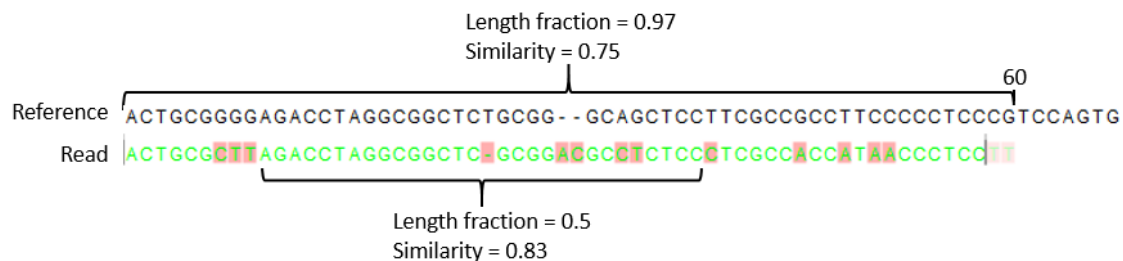 Length fraction = 0.97
Similarity = 0.75
60
Reference ACTGCGGGGAGACCTAGGCGGCTCTGCGG--GCAGCTCCTTCGCCGCCTTCCCCCTCCCGTCCAGTG
Read ACTGCGCTTAGACCTAGGCGGCTC-GCGGACGCCTCTCCCTCGCCACCATAACCCTCCTT
Length fraction = 0.5
Similarity = 0.83